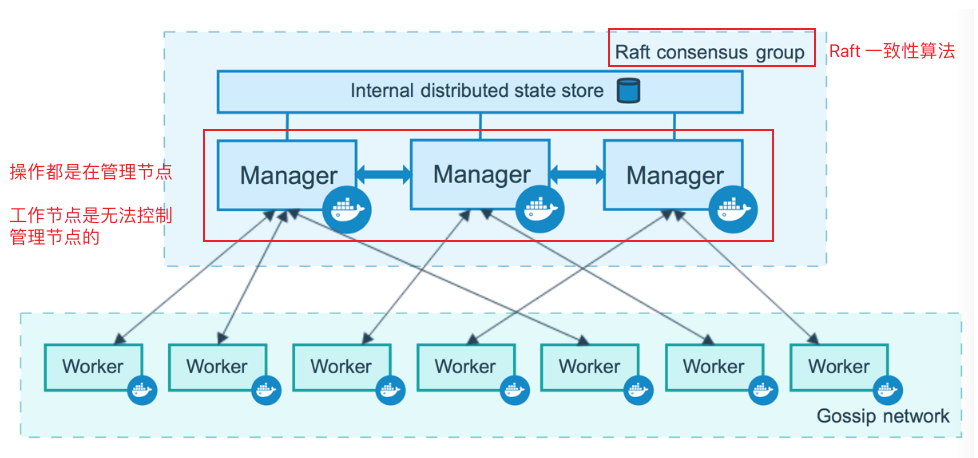 Raft consensus group
Raft 一致性算法
Internal distributed state store
操作都是在管理节点
工作节点是无法控制
管理节点的
Manager
Manager
Manager
Worker
Worker
Worker
Worker
Worker
Worker
Worker
Gossip network